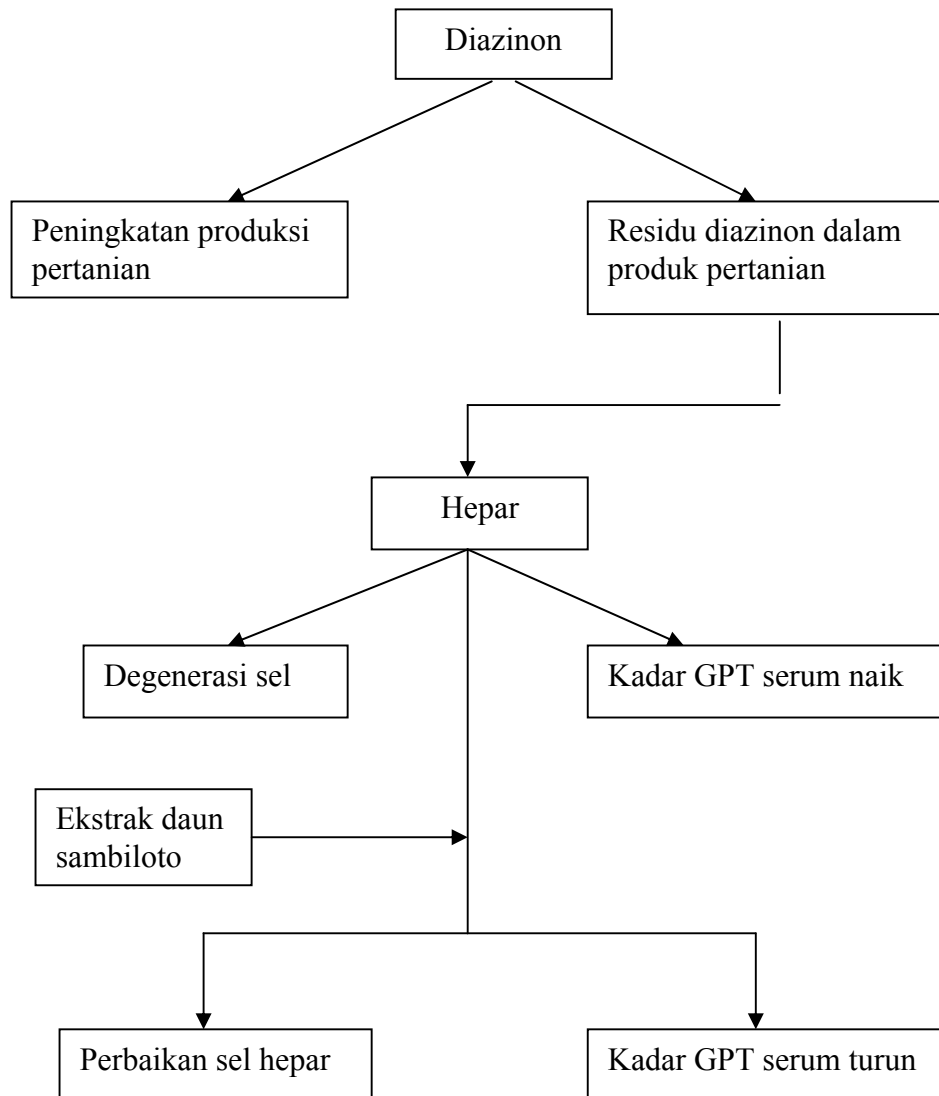 Diazinon
Peningkatan produksi
pertanian
Residu diazinon dalam
produk pertanian
Hepar
Degenerasi sel
Kadar GPT serum naik
Ekstrak daun
sambiloto
Perbaikan sel hepar
Kadar GPT serum turun